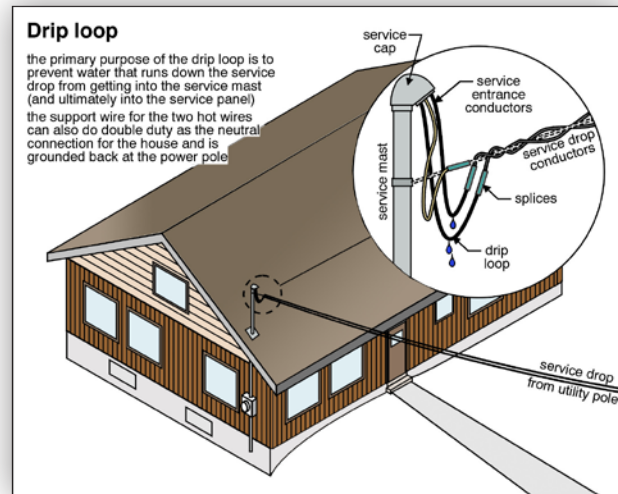 Drip loop
the primary purpose of the drip loop is to
prevent water that runs down the service
drop from getting into the service mast
(and ultimately into the service panel)
the support wire for the two hot wires
can also do double duty as the neutral
connection for the house and is
grounded back at the power pole
service
cap
service
entrance
conductors
service drop
conductors
service mast
splices
drip
loop
service drop
from utility pole